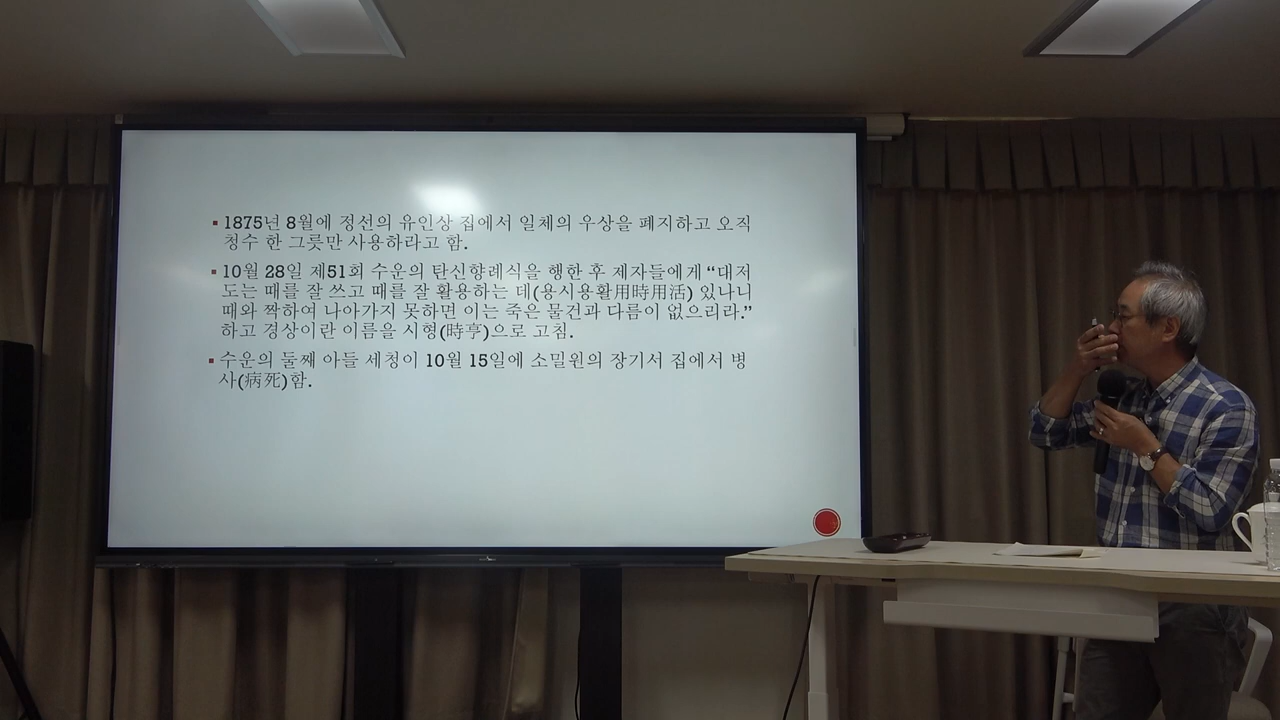 ▪ 1875년 8월에 정선의 유인상 집에서 일체의 우상을 폐지하고 오직
청수 한 그릇만 사용하라고 함.
▪ 10월 28일 제51회 수운의 탄신향례식을 행한 후 제자들에게 “대저
도는 때를 잘 쓰고 때를 잘 활용하는 데(용시용활用時用活) 있나니
때와 짝하여 나아가지 못하면 이는 죽은 물건과 다름이 없으리라.”
하고 경상이란 이름을 시형(時亨)으로 고침.
▪ 수운의 둘째 아들 세청이 10월 15일에 소밀원의 장기서 집에서 병
사(病死)함.